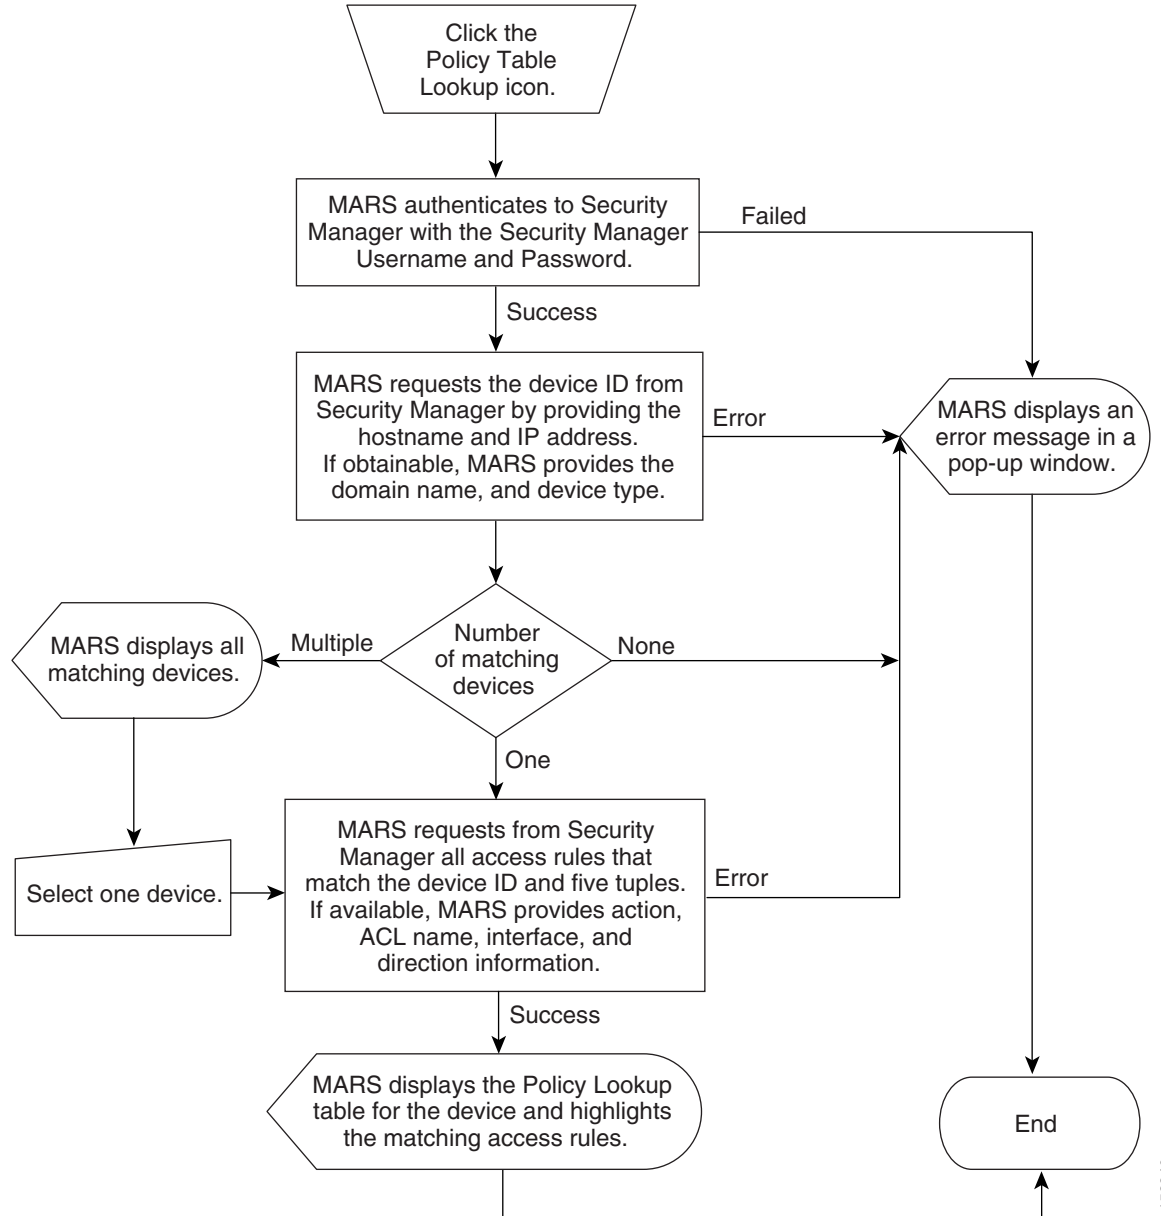 Click the
Policy Table
Lookup icon.
MARS authenticates to Security
Manager with the Security Manager
Username and Password.
Failed
Success
MARS requests the device ID from
Security Manager by providing the
hostname and IP address.
If obtainable, MARS provides the
domain name, and device type.
Error
MARS displays an
error message in a
pop-up window.
Number
of matching
devices
Multiple
None
MARS displays all
matching devices.
One
Select one device.
MARS requests from Security
Manager all access rules that
match the device ID and five tuples.
If available, MARS provides action,
ACL name, interface, and
direction information.
Error
Success
MARS displays the Policy Lookup
table for the device and highlights
the matching access rules.
End